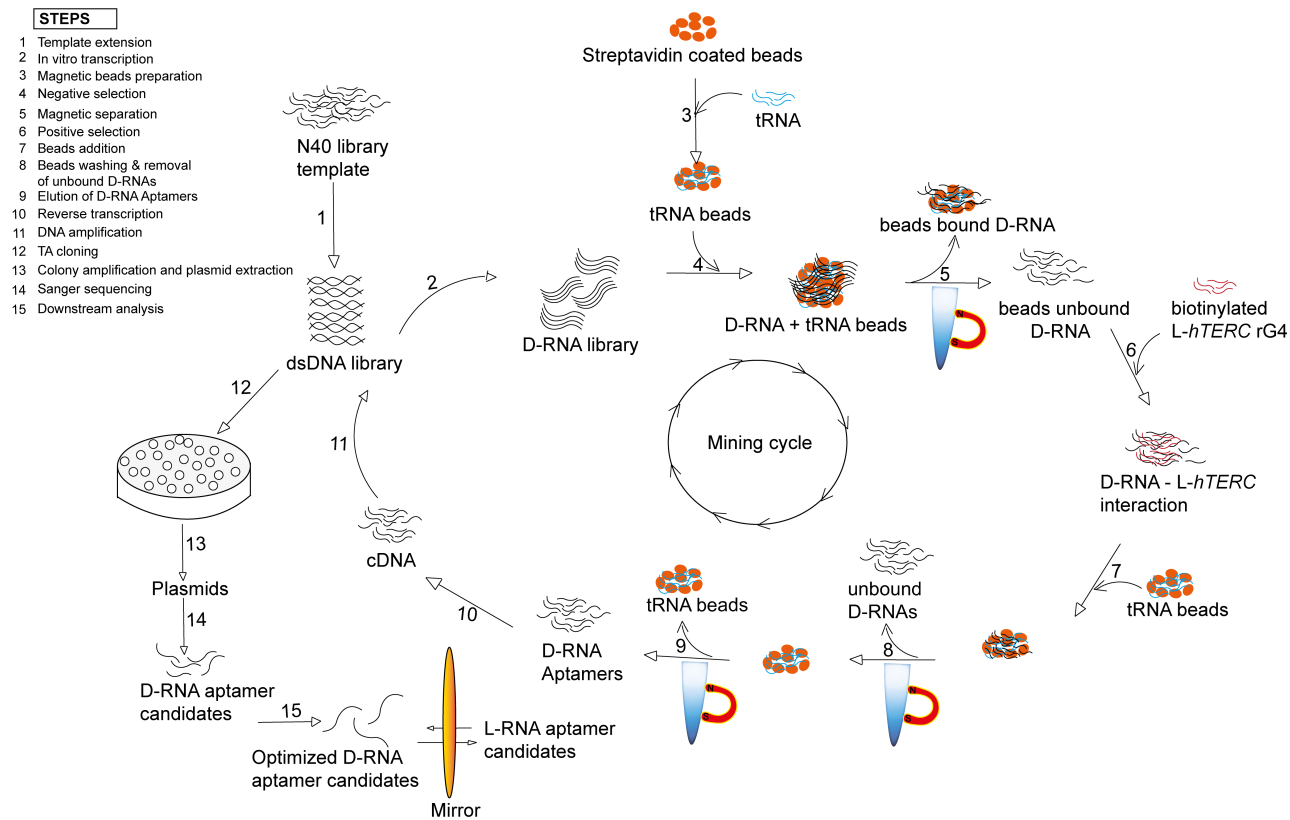 STEPS
1 Template extension
2 In vitro transcription
3 Magnetic beads preparation
4 Negative selection
5 Magnetic separation
6 Positive selection
7 Beads addition
8 Beads washing & removal
of unbound D-RNAs
9 Elution of D-RNA Aptamers
10 Reverse transcription
11 DNA amplification
12 TA cloning
13 Colony amplification and plasmid extraction
14 Sanger sequencing
15 Downstream analysis
N40 library
template
1
dsDNA library
2
D-RNA library
Streptavidin coated beads
3
tRNA
tRNA beads
4
D-RNA + tRNA beads
beads bound D-RNA
5
N
S
beads unbound
D-RNA
biotinylated
L-hTERC rG4
6
D-RNA - L-hTERC
interaction
7
tRNA beads
unbound
D-RNAs
8
N
S
tRNA beads
9
N
S
D-RNA
Aptamers
10
cDNA
11
Mining cycle
12
13
Plasmids
14
D-RNA aptamer
candidates
15
Optimized D-RNA
aptamer candidates
Mirror
L-RNA aptamer
candidates